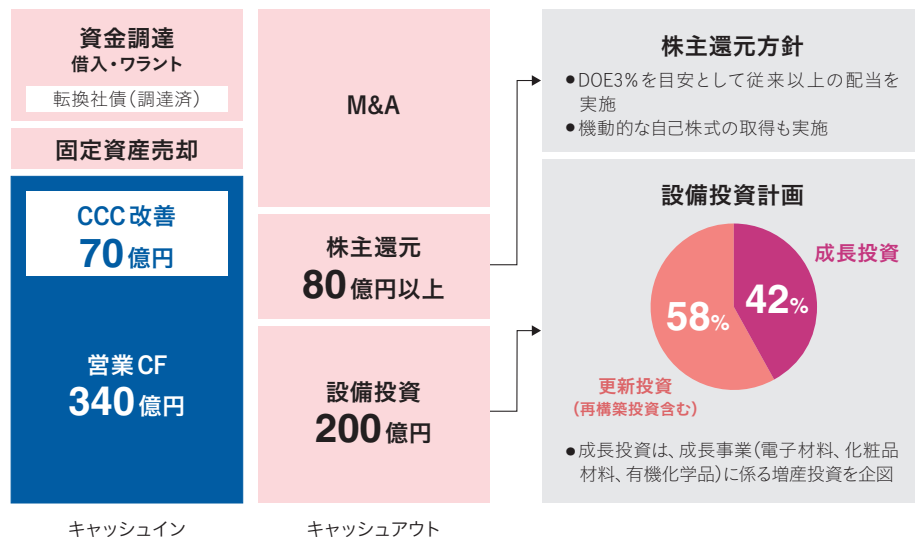 資金調達
借入・ワラント
転換社債（調達済）
固定資産売却
CCC改善
70億円
営業CF
340億円
キャッシュイン
M&A
株主還元
80億円以上
設備投資
200億円
キャッシュアウト
株主還元方針
●DOE3%を目安として従来以上の配当を
実施
●機動的な自己株式の取得も実施
設備投資計画
成長投資
42%
58%
更新投資
（再構築投資含む）
●成長投資は、成長事業（電子材料、化粧品
材料、有機化学品）に係る増産投資を企図